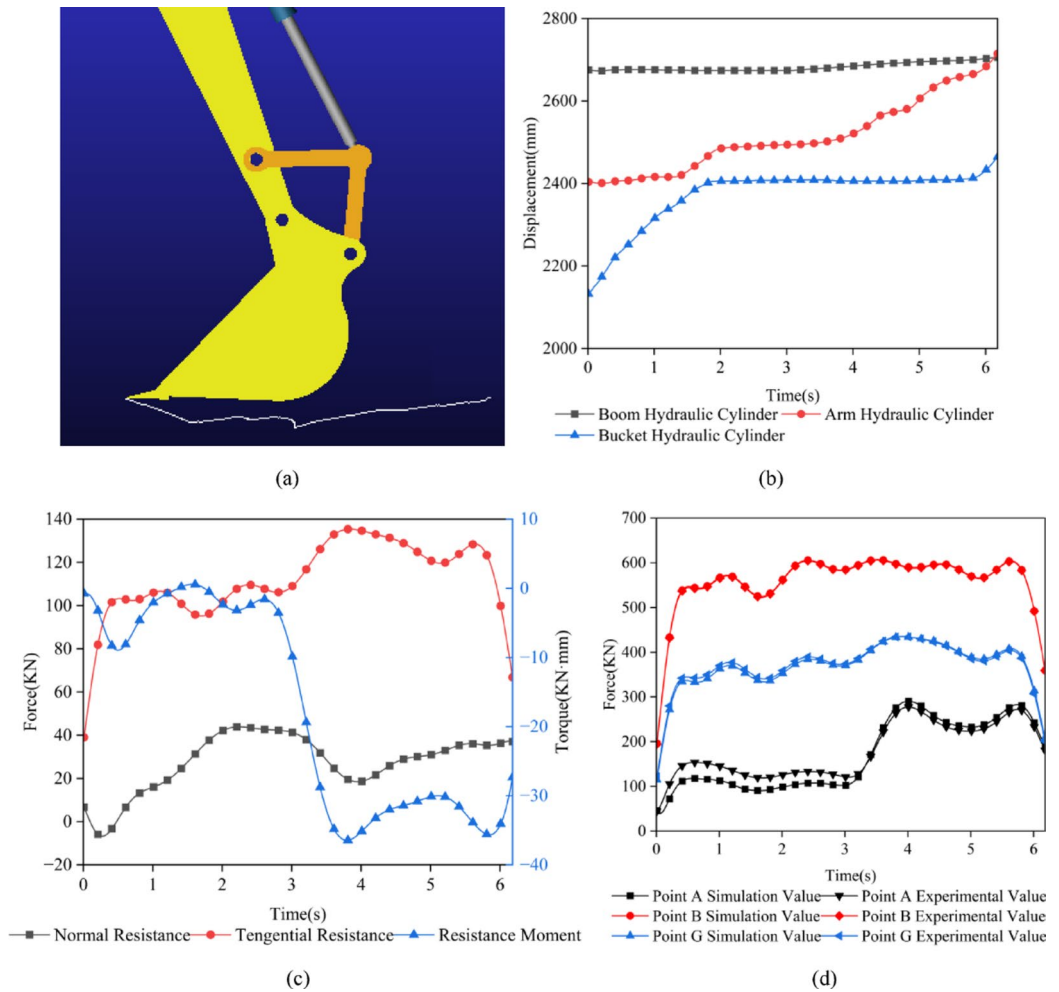 (a)
2800
2600
2400
2200
2000
Displacement(mm)
0 1 2 3 4 5 6
Time(s)
Boom Hydraulic Cylinder Arm Hydraulic Cylinder
Bucket Hydraulic Cylinder
(b)
140
120
100
80
60
40
20
0
−20
Force(KN)
10
0
−10
−20
−30
−40
Torque(KN·mm)
0 1 2 3 4 5 6
Time(s)
Normal Resistance Tengential Resistance Resistance Moment
(c)
700
600
500
400
300
200
100
0
Force(KN)
0 1 2 3 4 5 6
Time(s)
Point A Simulation Value Point A Experimental Value
Point B Simulation Value Point B Experimental Value
Point G Simulation Value Point G Experimental Value
(d)